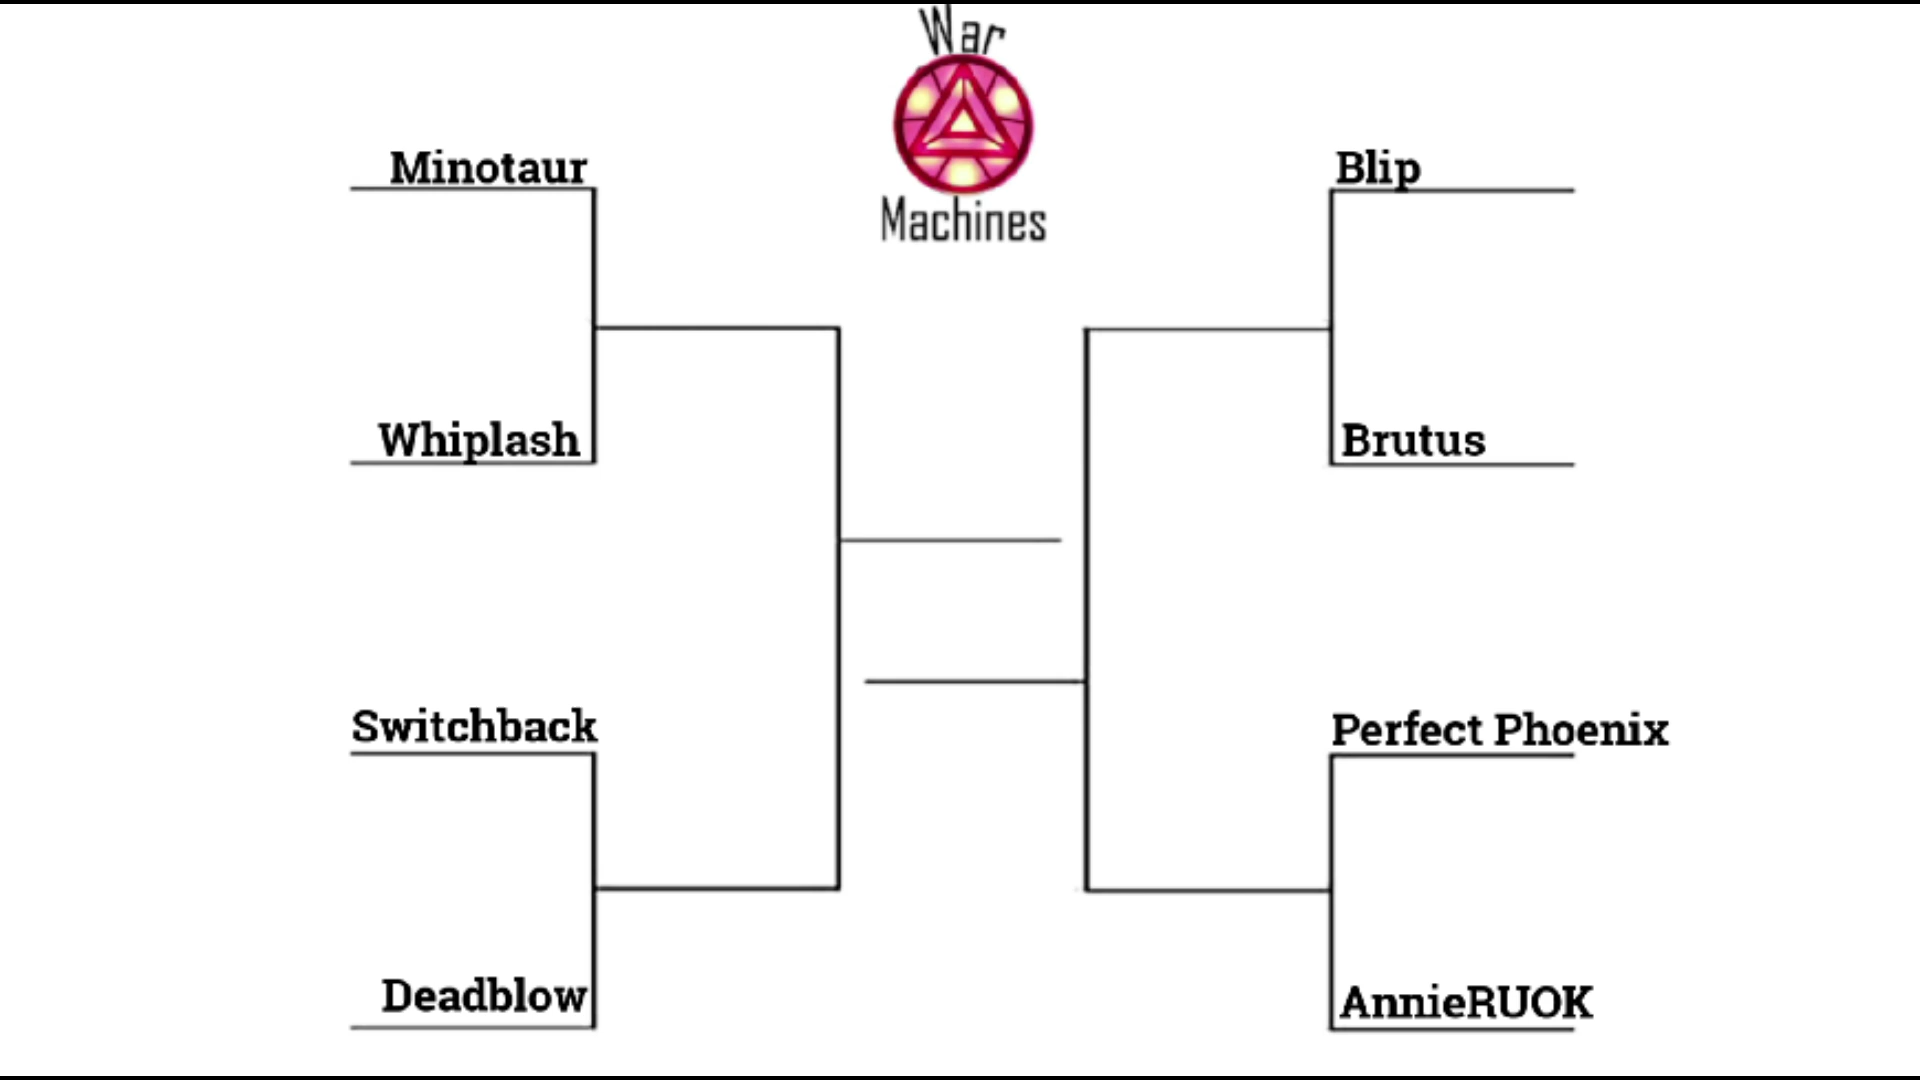 War
Machines
Minotaur
Blip
Whiplash
Brutus
Switchback
Perfect Phoenix
Deadblow
AnnieRUOK